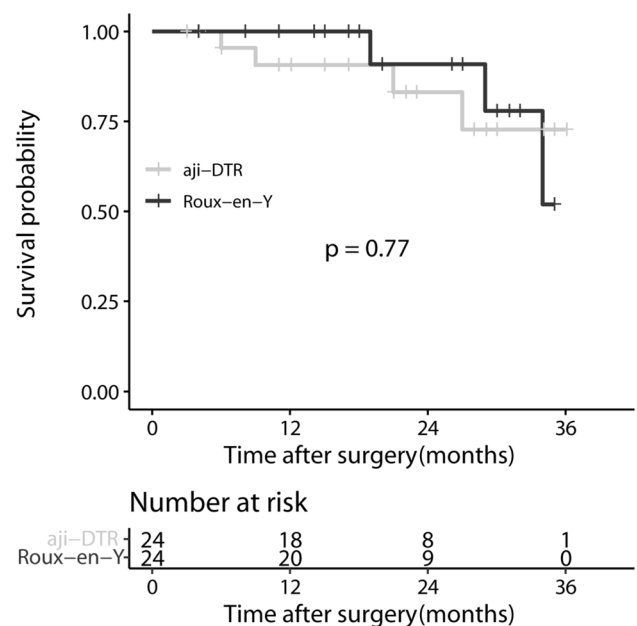 1.00
0.75
0.50
0.25
0.00
Survival probability
aji−DTR
Roux−en−Y
p = 0.77
0 12 24 36
Time after surgery(months)
Number at risk
aji−DTR 24 18 8 1
Roux−en−Y 24 20 9 0
0 12 24 36
Time after surgery(months)